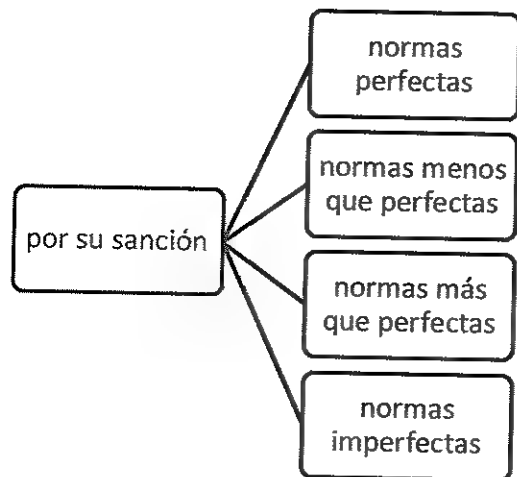 por su sanción
normas
perfectas
normas menos
que perfectas
normas más
que perfectas
normas
imperfectas